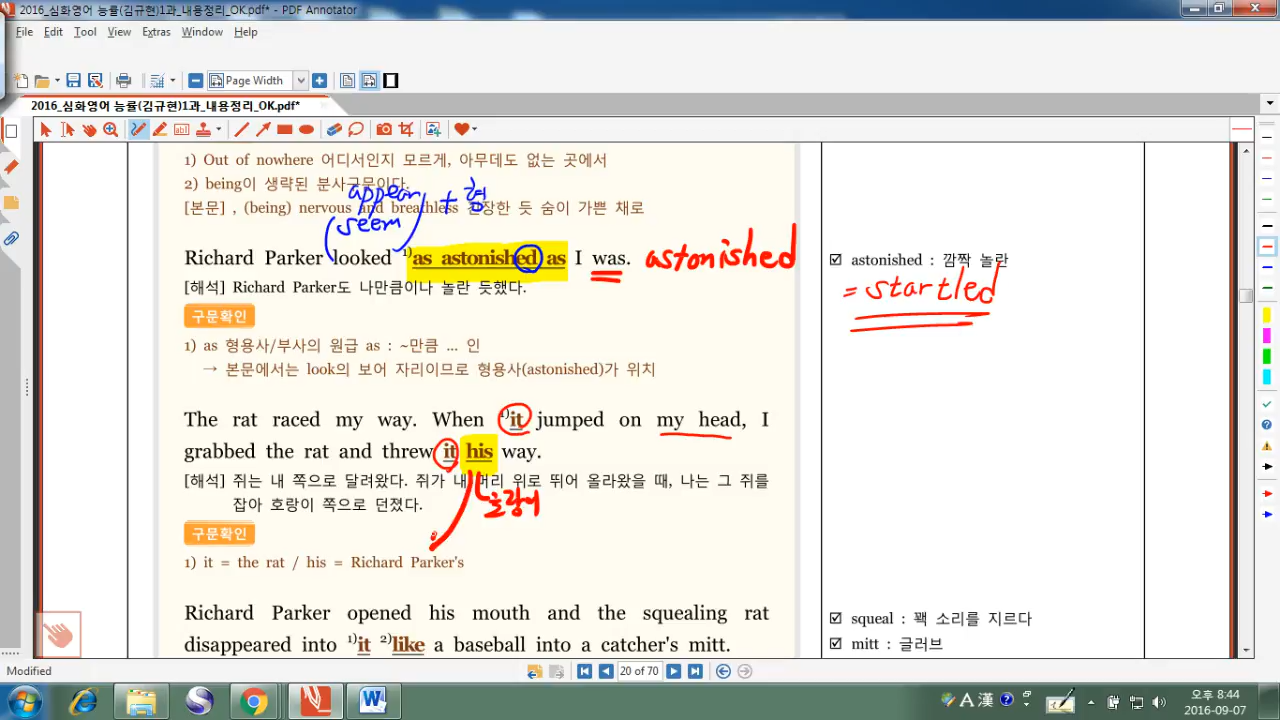 2016_심화영어 능률(김규현)1과_내용정리_OK.pdf* - PDF Annotator
File Edit Tool View Extras Window Help
Page Width
2016_심화영어 능률(김규현)1과_내용정리_OK.pdf*
1) Out of nowhere 어디서인지 모르게, 아무데도 없는 곳에서
2) being이 생략된 분사구문이다.
appear + 형
[본문] , (being) nervous and breathless 긴장한 듯 숨이 가쁜 채로
(seem)
Richard Parker looked 1)as astonished as I was. astonished
[해석] Richard Parker도 나만큼이나 놀란 듯했다.
구문확인
1) as 형용사/부사의 원급 as : ~만큼 ... 인
→ 본문에서는 look의 보어 자리이므로 형용사(astonished)가 위치
The rat raced my way. When 1)it jumped on my head, I
grabbed the rat and threw it his way.
[해석] 쥐는 내 쪽으로 달려왔다. 쥐가 내 머리 위로 뛰어 올라왔을 때, 나는 그 쥐를
잡아 호랑이 쪽으로 던졌다.
호랑이
구문확인
1) it = the rat / his = Richard Parker's
Richard Parker opened his mouth and the squealing rat
disappeared into 1)it 2)like a baseball into a catcher's mitt.
☑ astonished : 깜짝 놀란
= startled
☑ squeal : 꽥 소리를 지르다
☑ mitt : 글러브
Modified
20 of 70
A 漢
오후 8:44
2016-09-07